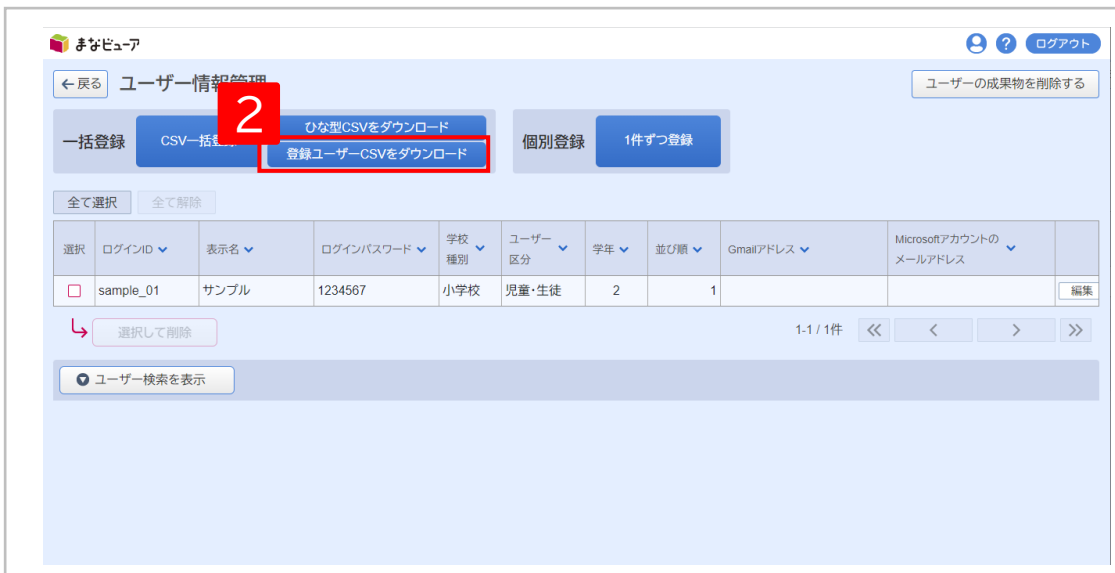 まなビューア
? ログアウト
←戻る ユーザー情報管理 ユーザーの成果物を削除する
2
一括登録 CSV一括登録 ひな型CSVをダウンロード 個別登録 1件ずつ登録
登録ユーザーCSVをダウンロード
全て選択 全て解除
選択 ログインID 表示名 ログインパスワード 学校種別 ユーザー区分 学年 並び順 Gmailアドレス Microsoftアカウントのメールアドレス
sample_01 サンプル 1234567 小学校 児童・生徒 2 1 編集
選択して削除 1-1 / 1件
ユーザー検索を表示